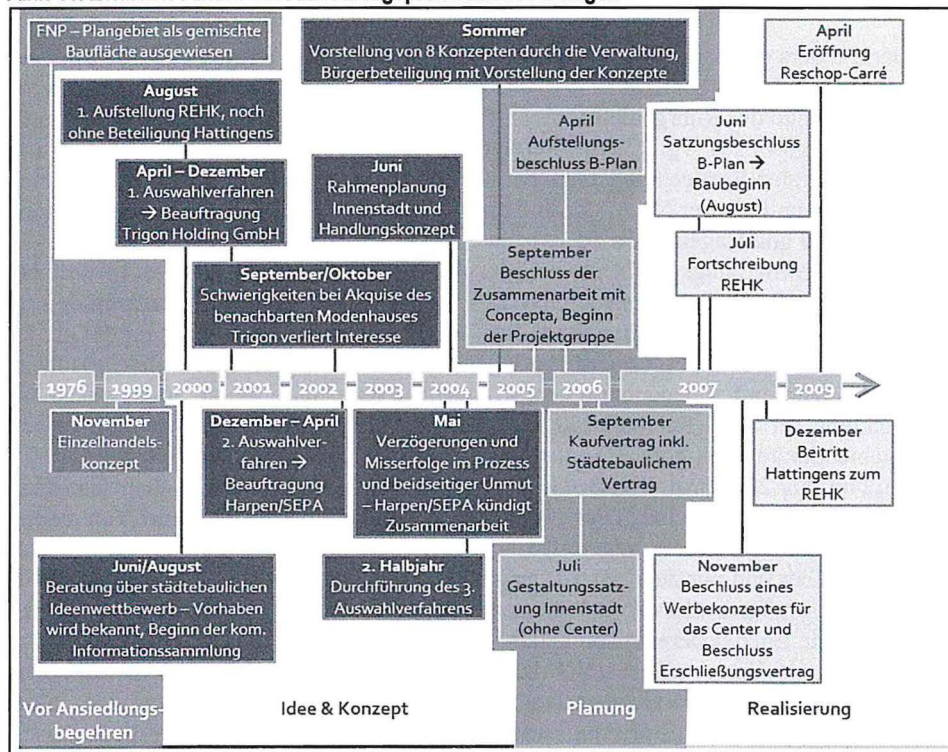 FNP – Plangebiet als gemischte
Baufläche ausgewiesen
August
1. Aufstellung REHK, noch
ohne Beteiligung Hattingens
April – Dezember
1. Auswahlverfahren
→ Beauftragung
Trigon Holding GmbH
September/Oktober
Schwierigkeiten bei Akquise des
benachbarten Modenhauses
Trigon verliert Interesse
Juni
Rahmenplanung
Innenstadt und
Handlungskonzept
Sommer
Vorstellung von 8 Konzepten durch die Verwaltung,
Bürgerbeteiligung mit Vorstellung der Konzepte
April
Aufstellungs-
beschluss B-Plan
September
Beschluss der
Zusammenarbeit mit
Concepta, Beginn
der Projektgruppe
Juni
Satzungsbeschluss
B-Plan →
Baubeginn
(August)
Juli
Fortschreibung
REHK
April
Eröffnung
Reschop-Carré
1976 1999 2000 2001 2002 2003 2004 2005 2006 2007 2009
November
Einzelhandels-
konzept
Juni/August
Beratung über städtebaulichen
Ideenwettbewerb – Vorhaben
wird bekannt, Beginn der kom.
Informationssammlung
Dezember – April
2. Auswahlver-
fahren →
Beauftragung
Harpen/SEPA
Mai
Verzögerungen und
Misserfolge im Prozess
und beidseitiger Unmut
– Harpen/SEPA kündigt
Zusammenarbeit
2. Halbjahr
Durchführung des 3.
Auswahlverfahrens
September
Kaufvertrag inkl.
Städtebaulichem
Vertrag
Juli
Gestaltungssatz-
ung Innenstadt
(ohne Center)
Dezember
Beitritt
Hattingens zum
REHK
November
Beschluss eines
Werbekonzeptes für
das Center und
Beschluss
Erschließungsvertrag
Vor Ansiedlungs-
begehren
Idee & Konzept
Planung
Realisierung